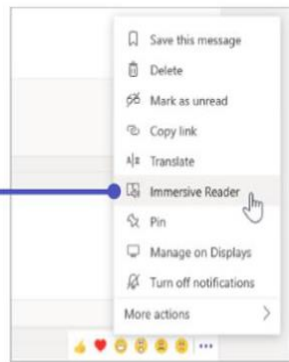 Save this message
Delete
Mark as unread
Copy link
Translate
Immersive Reader
Pin
Manage on Displays
Turn off notifications
More actions